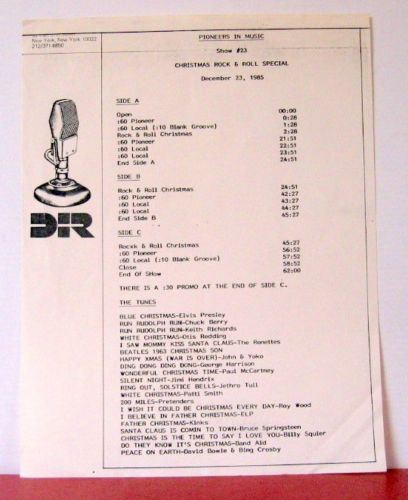 New York, New York 10022
212/371-6850
PIONEERS IN MUSIC
Show #23
CHRISTMAS ROCK & ROLL SPECIAL
December 23, 1985
SIDE A
Open 00:00
:60 Pioneer 0:28
:60 Local (:10 Blank Groove) 1:28
Rock & Roll Christmas 2:28
:60 Pioneer 21:51
:60 Local 22:51
:60 Local 23:51
End Side A 24:51
SIDE B
Rock & Roll Christmas 24:51
:60 Pioneer 42:27
:60 Local 43:27
:60 Local 44:27
End Side B 45:27
SIDE C
Rocxk & Roll Christmas 45:27
:60 Pioneer 56:52
:60 Local (:10 Blank Groove) 57:52
Close 58:52
End Of SHow 62:00
THERE IS A :30 PROMO AT THE END OF SIDE C.
DIR
THE TUNES
BLUE CHRISTMAS-Elvis Presley
RUN RUDOLPH RUN-Chuck Berry
RUN RUDOLPH RUN-Keith Richards
WHITE CHRISTMAS-Otis Redding
I SAW MOMMY KISS SANTA CLAUS-The Ronettes
BEATLES 1963 CHRISTMAS SON
HAPPY XMAS (WAR IS OVER)-John & Yoko
DING DONG DING DONG-George Harrison
WONDERFUL CHRISTMAS TIME-Paul McCartney
SILENT NIGHT-Jimi Hendrix
RING OUT, SOLSTICE BELLS-Jethro Tull
WHITE CHRISTMAS-Patti Smith
200 MILES-Pretenders
I WISH IT COULD BE CHRISTMAS EVERY DAY-Roy Wood
I BELIEVE IN FATHER CHRISTMAS-ELP
FATHER CHRISTMAS-Kinks
SANTA CLAUS IS COMIN TO TOWN-Bruce Springsteen
CHRISTMAS IS THE TIME TO SAY I LOVE YOU-Billy Squier
DO THEY KNOW IT'S CHRISTMAS-Band Aid
PEACE ON EARTH-David Bowie & Bing Crosby